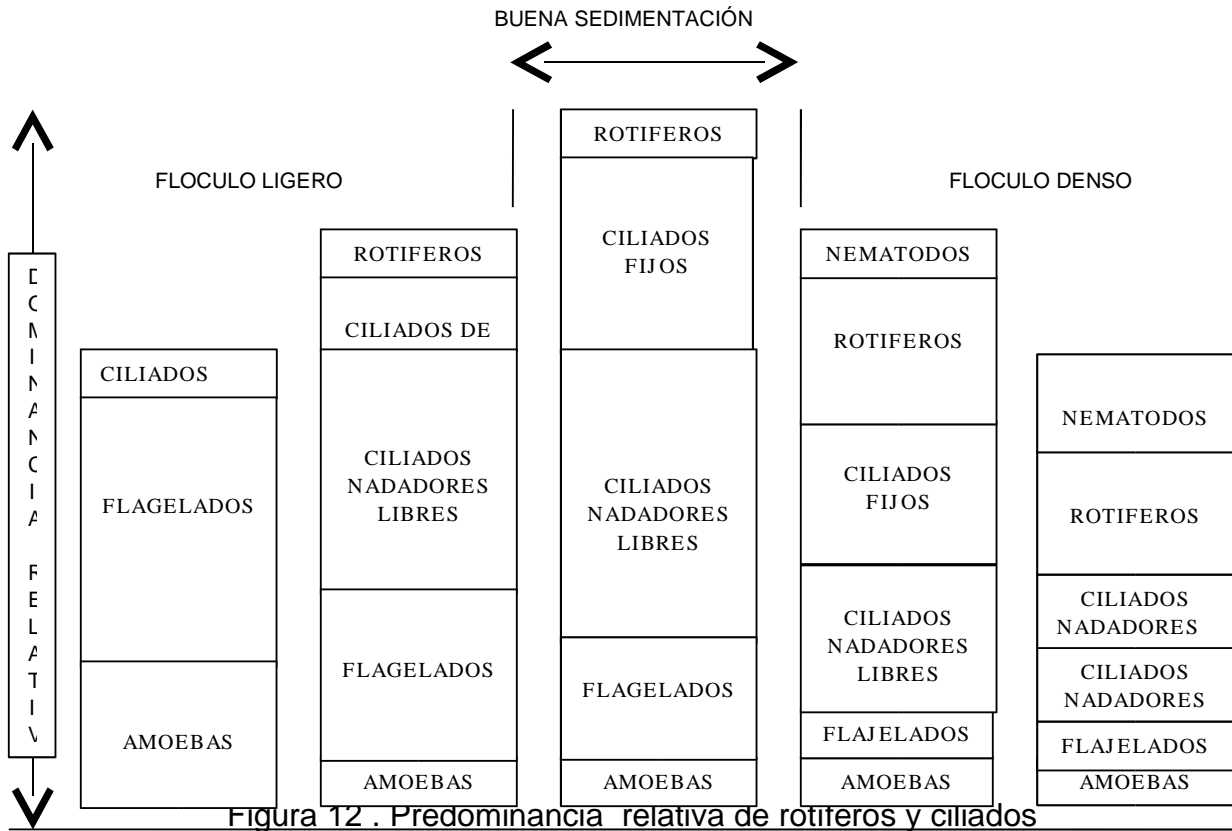 BUENA SEDIMENTACIÓN
FLOCULO LIGERO
FLOCULO DENSO
DOMINANCIA RELATIV
CILIADOS
FLAGELADOS
AMOEBAS
ROTIFEROS
CILIADOS DE
CILIADOS
NADADORES
LIBRES
FLAGELADOS
AMOEBAS
ROTIFEROS
CILIADOS
FIJOS
CILIADOS
NADADORES
LIBRES
FLAGELADOS
AMOEBAS
NEMATODOS
ROTIFEROS
CILIADOS
FIJOS
CILIADOS
NADADORES
LIBRES
FLAJELADOS
AMOEBAS
NEMATODOS
ROTIFEROS
CILIADOS
NADADORES
CILIADOS
NADADORES
FLAJELADOS
AMOEBAS
Figura 12 . Predominancia relativa de rotiferos y ciliados